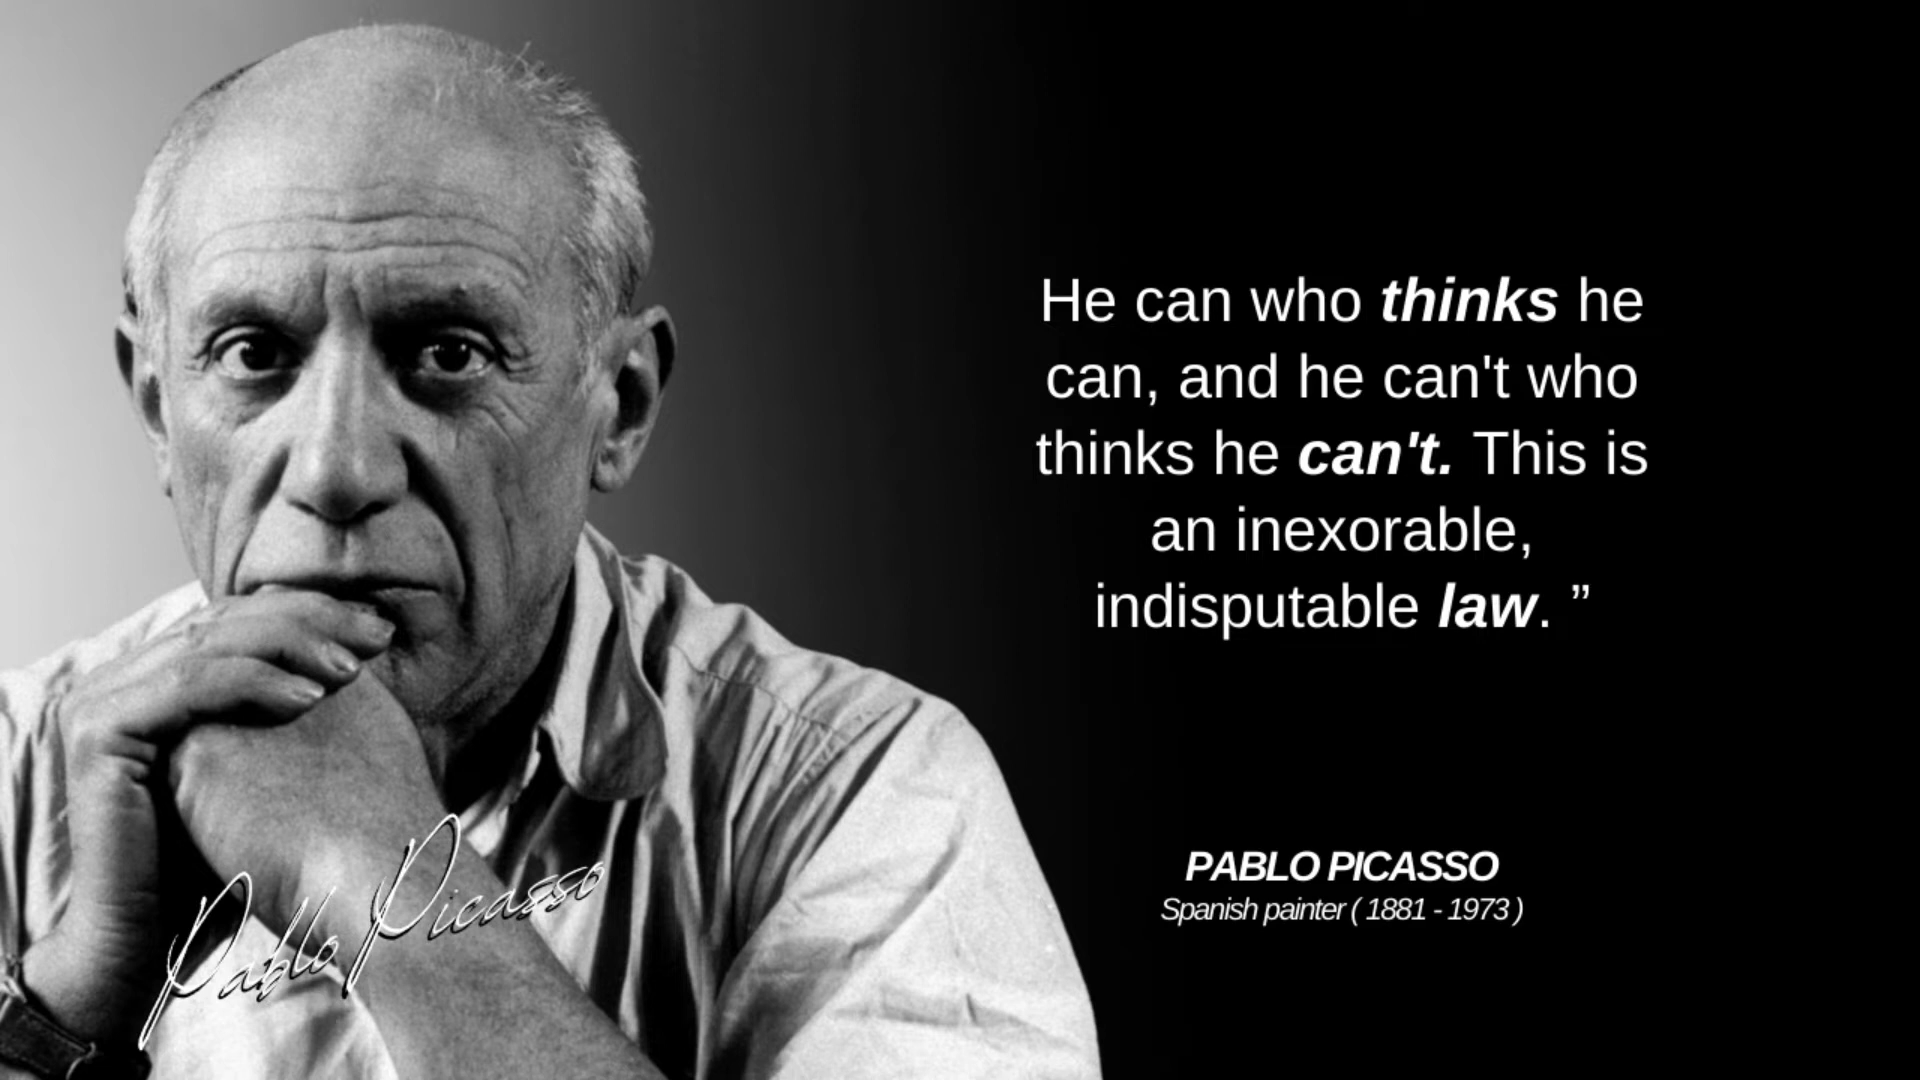 He can who thinks he
can, and he can't who
thinks he can't. This is
an inexorable,
indisputable law. ”
PABLO PICASSO
Spanish painter ( 1881 - 1973 )
Pablo Picasso